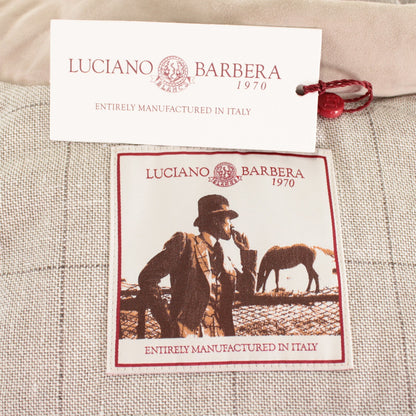 LUCIANO BARBERA
1970
ENTIRELY MANUFACTURED IN ITALY
LUCIANO BARBERA
1970
ENTIRELY MANUFACTURED IN ITALY